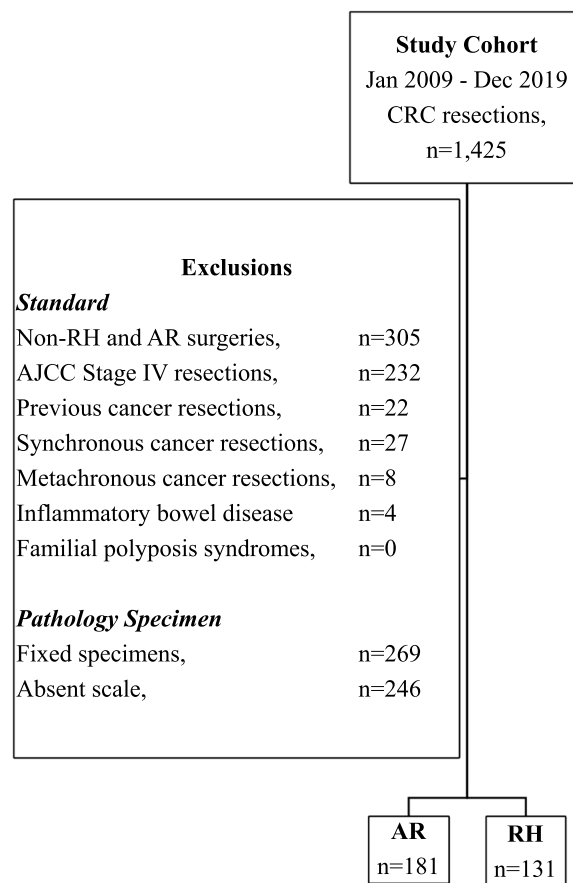 Study Cohort
Jan 2009 - Dec 2019
CRC resections,
n=1,425
Exclusions
Standard
Non-RH and AR surgeries, n=305
AJCC Stage IV resections, n=232
Previous cancer resections, n=22
Synchronous cancer resections, n=27
Metachronous cancer resections, n=8
Inflammatory bowel disease n=4
Familial polyposis syndromes, n=0
Pathology Specimen
Fixed specimens, n=269
Absent scale, n=246
AR
n=181
RH
n=131